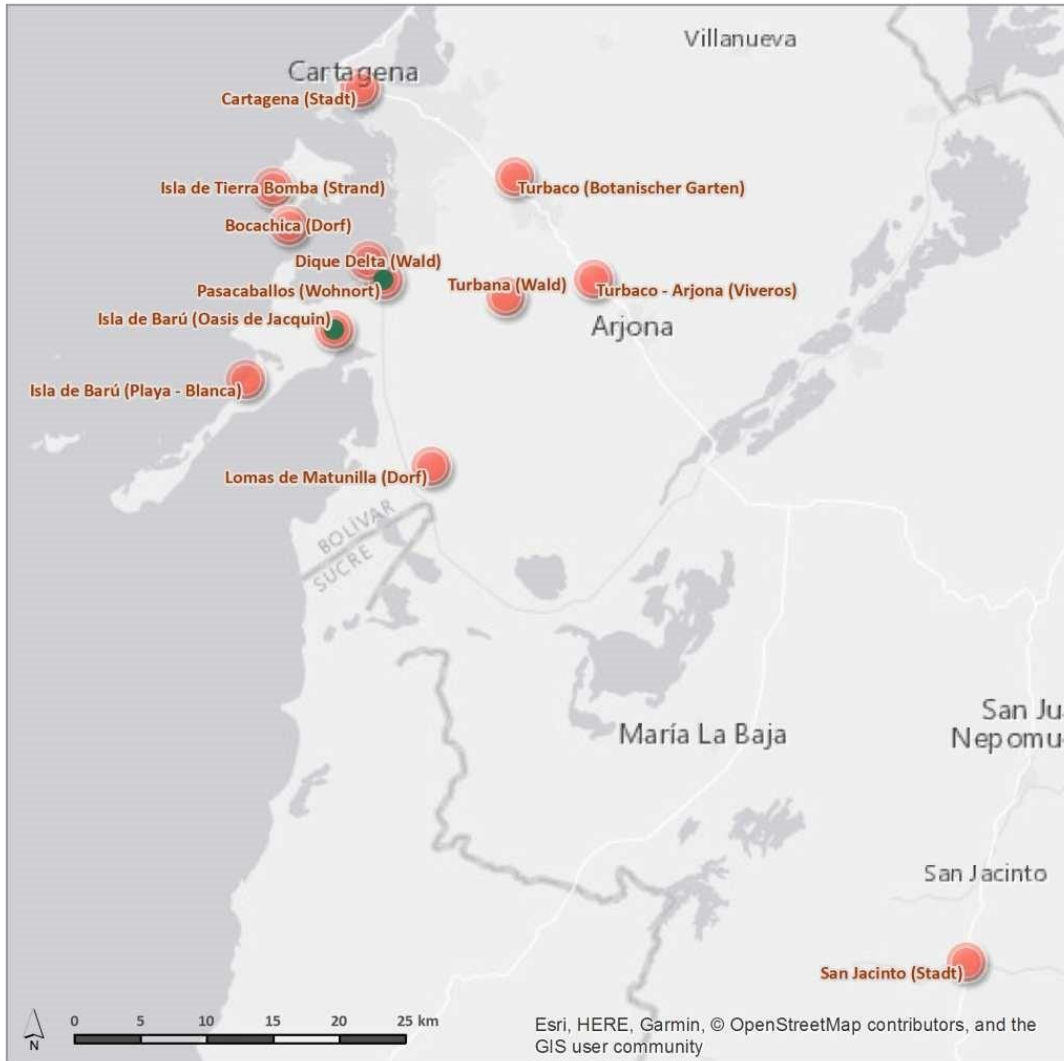 Villanueva
Cartagena
Cartagena (Stadt)
Isla de Tierra Bomba (Strand)
Turbaco (Botanischer Garten)
Bocachica (Dorf)
Dique Delta (Wald)
Pasacaballos (Wohnort)
Turbana (Wald)
Turbaco - Arjona (Viveros)
Isla de Barú (Oasis de Jacquin)
Arjona
Isla de Barú (Playa - Blanca)
Lomas de Matunilla (Dorf)
BOLÍVAR
SUCRE
San Ju
Nepomu
María La Baja
San Jacinto
San Jacinto (Stadt)
0 5 10 15 20 25 km
N
Esri, HERE, Garmin, © OpenStreetMap contributors, and the
GIS user community